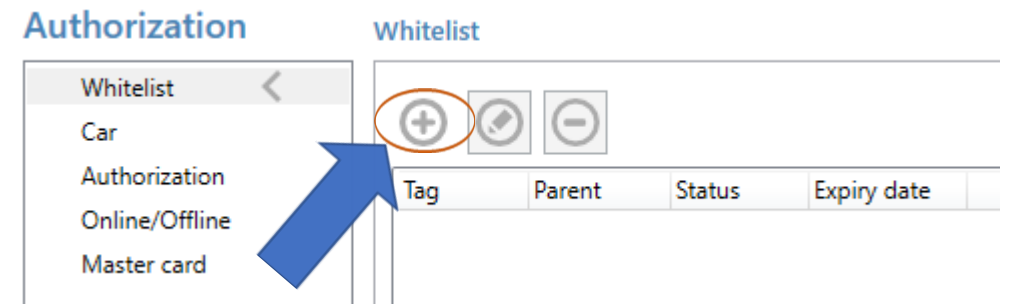 Authorization
Whitelist
Car
Authorization
Online/Offline
Master card
Whitelist
Tag Parent Status Expiry date